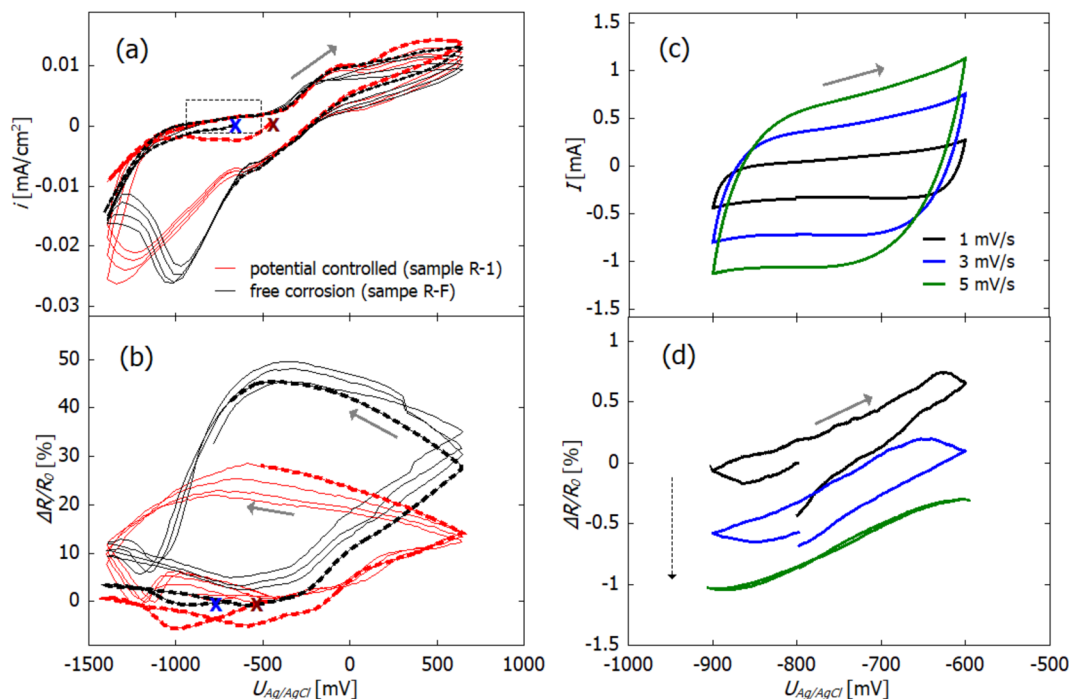 (a)
i [mA/cm²]
0.01
0
-0.01
-0.02
-0.03
X
X
potential controlled (sample R-1)
free corrosion (sampe R-F)
(b)
ΔR/R₀ [%]
50
40
30
20
10
0
X
X
-1500
-1000
-500
0
500
1000
U_Ag/AgCl [mV]
(c)
I [mA]
1.5
1
0.5
0
-0.5
-1
-1.5
1 mV/s
3 mV/s
5 mV/s
(d)
ΔR/R₀ [%]
1
0.5
0
-0.5
-1
-1.5
-1000
-900
-800
-700
-600
-500
U_Ag/AgCl [mV]